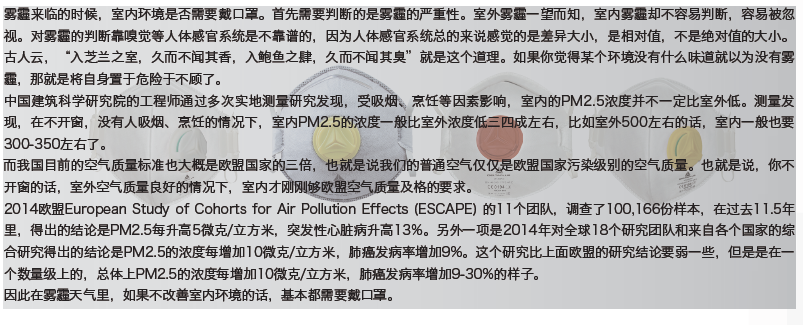 雾霾来临的时候，室内环境是否需要戴口罩。首先需要判断的是雾霾的严重性。室外雾霾一望而知，室内雾霾却不容易判断，容易被忽
视。对雾霾的判断靠嗅觉等人体感官系统是不靠谱的，因为人体感官系统总的来说感觉的是差异大小，是相对值，不是绝对值的大小。
古人云，“入芝兰之室，久而不闻其香，入鲍鱼之肆，久而不闻其臭”就是这个道理。如果你觉得某个环境没有什么味道就以为没有雾
霾，那就是将自身置于危险于不顾了。
中国建筑科学研究院的工程师通过多次实地测量研究发现，受吸烟、烹饪等因素影响，室内的PM2.5浓度并不一定比室外低。测量发
现，在不开窗，没有人吸烟、烹饪的情况下，室内PM2.5的浓度一般比室外浓度低三四成左右，比如室外500左右的话，室内一般也要
300-350左右了。
而我国目前的空气质量标准也大概是欧盟国家的三倍，也就是说我们的普通空气仅仅是欧盟国家污染级别的空气质量。也就是说，你不
开窗的话，室外空气质量良好的情况下，室内才刚刚够欧盟空气质量及格的要求。
2014欧盟European Study of Cohorts for Air Pollution Effects (ESCAPE) 的11个团队，调查了100,166份样本，在过去11.5年
里，得出的结论是PM2.5每升高5微克/立方米，突发性心脏病升高13%。另外一项是2014年对全球18个研究团队和来自各个国家的综
合研究得出的结论是PM2.5的浓度每增加10微克/立方米，肺癌发病率增加9%。这个研究比上面欧盟的研究结论要弱一些，但是是在一
个数量级上的，总体上PM2.5的浓度每增加10微克/立方米，肺癌发病率增加9-30%的样子。
因此在雾霾天气里，如果不改善室内环境的话，基本都需要戴口罩。